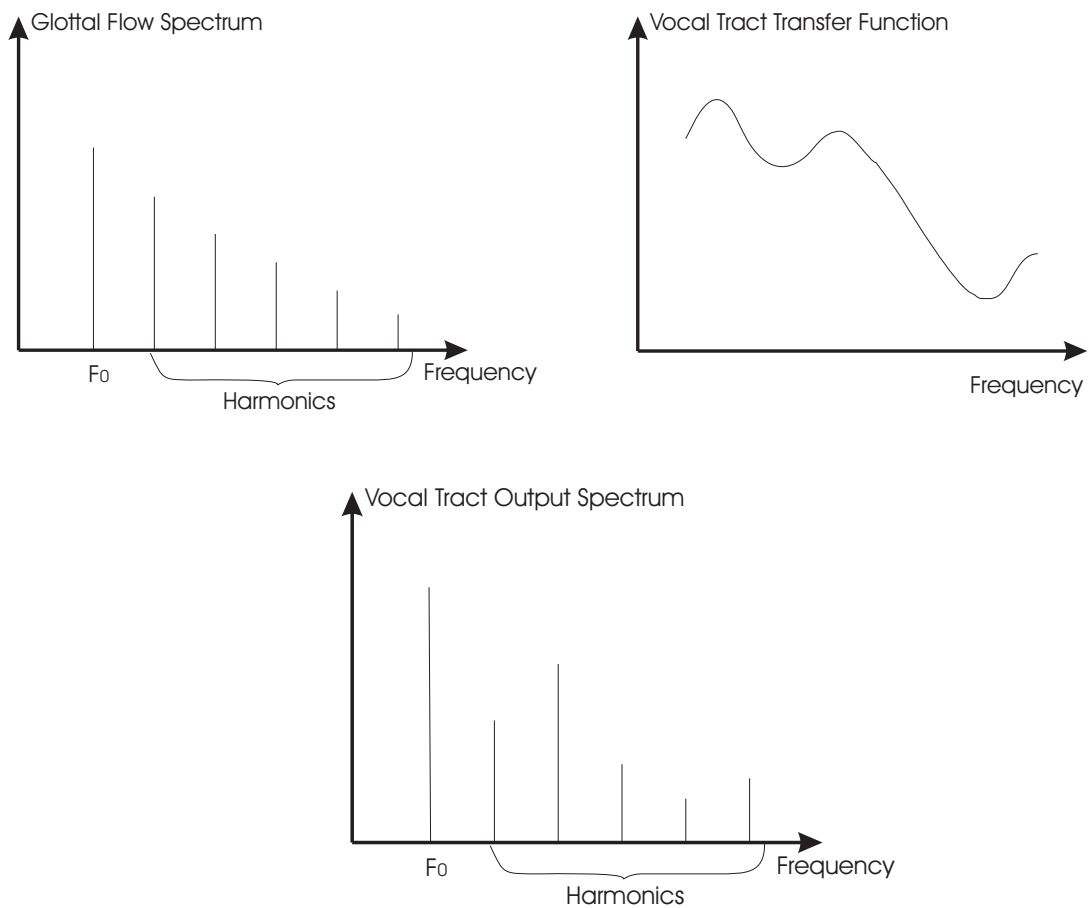 Glottal Flow Spectrum
Vocal Tract Transfer Function
F0
Frequency
Harmonics
Frequency
Vocal Tract Output Spectrum
F0
Frequency
Harmonics